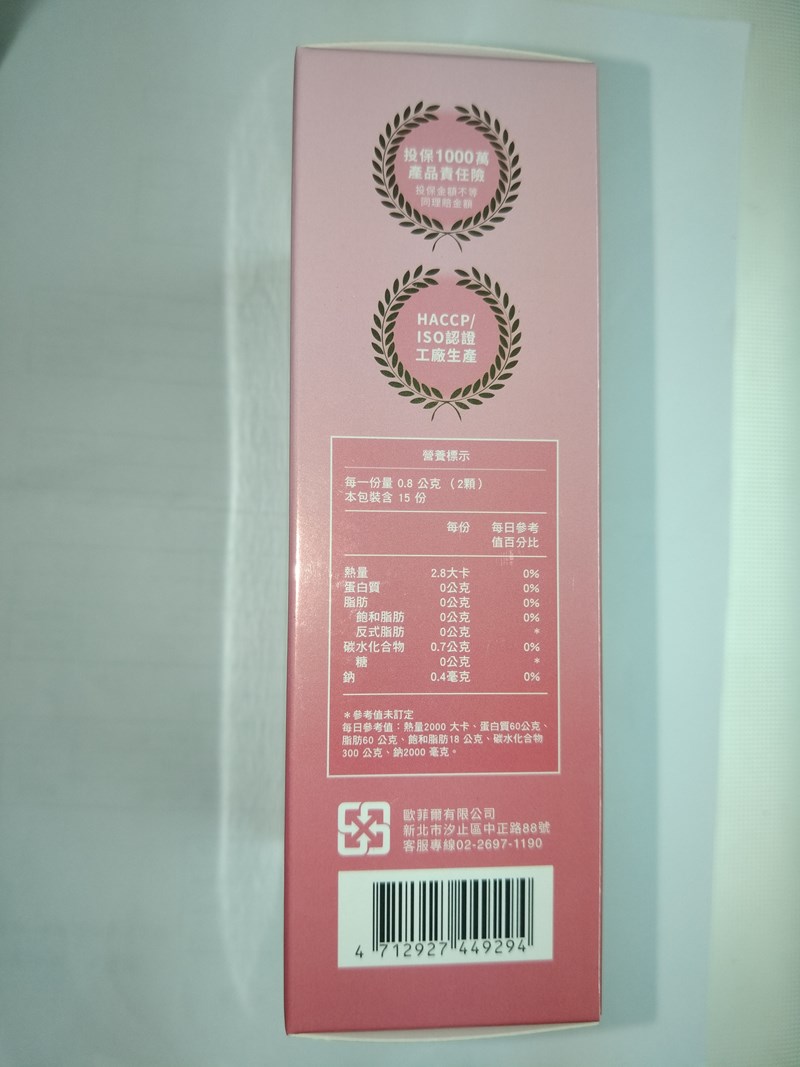 投保1000萬
產品責任險
投保金額不等
同理賠金額
HACCP/
ISO認證
工廠生產
營養標示
每一份量 0.8 公克 (2顆)
本包裝含 15 份
每份 每日參考
值百分比
熱量 2.8大卡 0%
蛋白質 0公克 0%
脂肪 0公克 0%
飽和脂肪 0公克 0%
反式脂肪 0公克 *
碳水化合物 0.7公克 0%
糖 0公克 *
鈉 0.4毫克 0%
*參考值未訂定
每日參考值：熱量2000 大卡、蛋白質60公克、
脂肪60 公克、飽和脂肪18 公克、碳水化合物
300 公克、鈉2000 毫克。
歐菲爾有限公司
新北市汐止區中正路88號
客服專線02-2697-1190
4 712927 449294